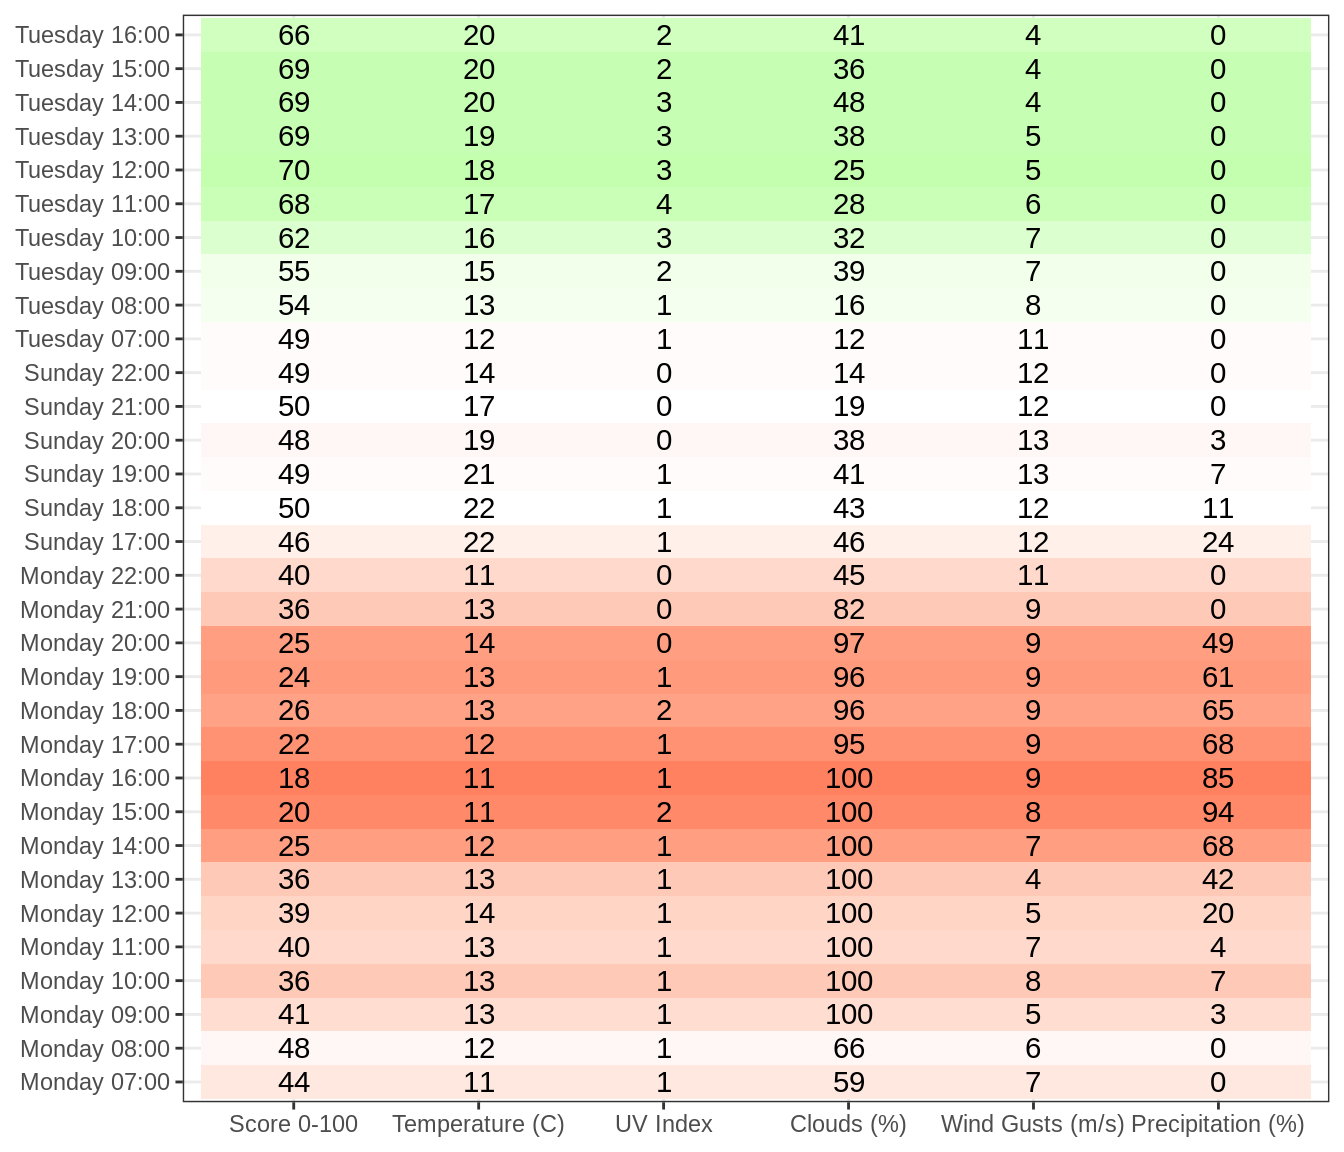 Tuesday 16:00 66 20 2 41 4 0
Tuesday 15:00 69 20 2 36 4 0
Tuesday 14:00 69 20 3 48 4 0
Tuesday 13:00 69 19 3 38 5 0
Tuesday 12:00 70 18 3 25 5 0
Tuesday 11:00 68 17 4 28 6 0
Tuesday 10:00 62 16 3 32 7 0
Tuesday 09:00 55 15 2 39 7 0
Tuesday 08:00 54 13 1 16 8 0
Tuesday 07:00 49 12 1 12 11 0
Sunday 22:00 49 14 0 14 12 0
Sunday 21:00 50 17 0 19 12 0
Sunday 20:00 48 19 0 38 13 3
Sunday 19:00 49 21 1 41 13 7
Sunday 18:00 50 22 1 43 12 11
Sunday 17:00 46 22 1 46 12 24
Monday 22:00 40 11 0 45 11 0
Monday 21:00 36 13 0 82 9 0
Monday 20:00 25 14 0 97 9 49
Monday 19:00 24 13 1 96 9 61
Monday 18:00 26 13 2 96 9 65
Monday 17:00 22 12 1 95 9 68
Monday 16:00 18 11 1 100 9 85
Monday 15:00 20 11 2 100 8 94
Monday 14:00 25 12 1 100 7 68
Monday 13:00 36 13 1 100 4 42
Monday 12:00 39 14 1 100 5 20
Monday 11:00 40 13 1 100 7 4
Monday 10:00 36 13 1 100 8 7
Monday 09:00 41 13 1 100 5 3
Monday 08:00 48 12 1 66 6 0
Monday 07:00 44 11 1 59 7 0
Score 0-100 Temperature (C) UV Index Clouds (%) Wind Gusts (m/s) Precipitation (%)